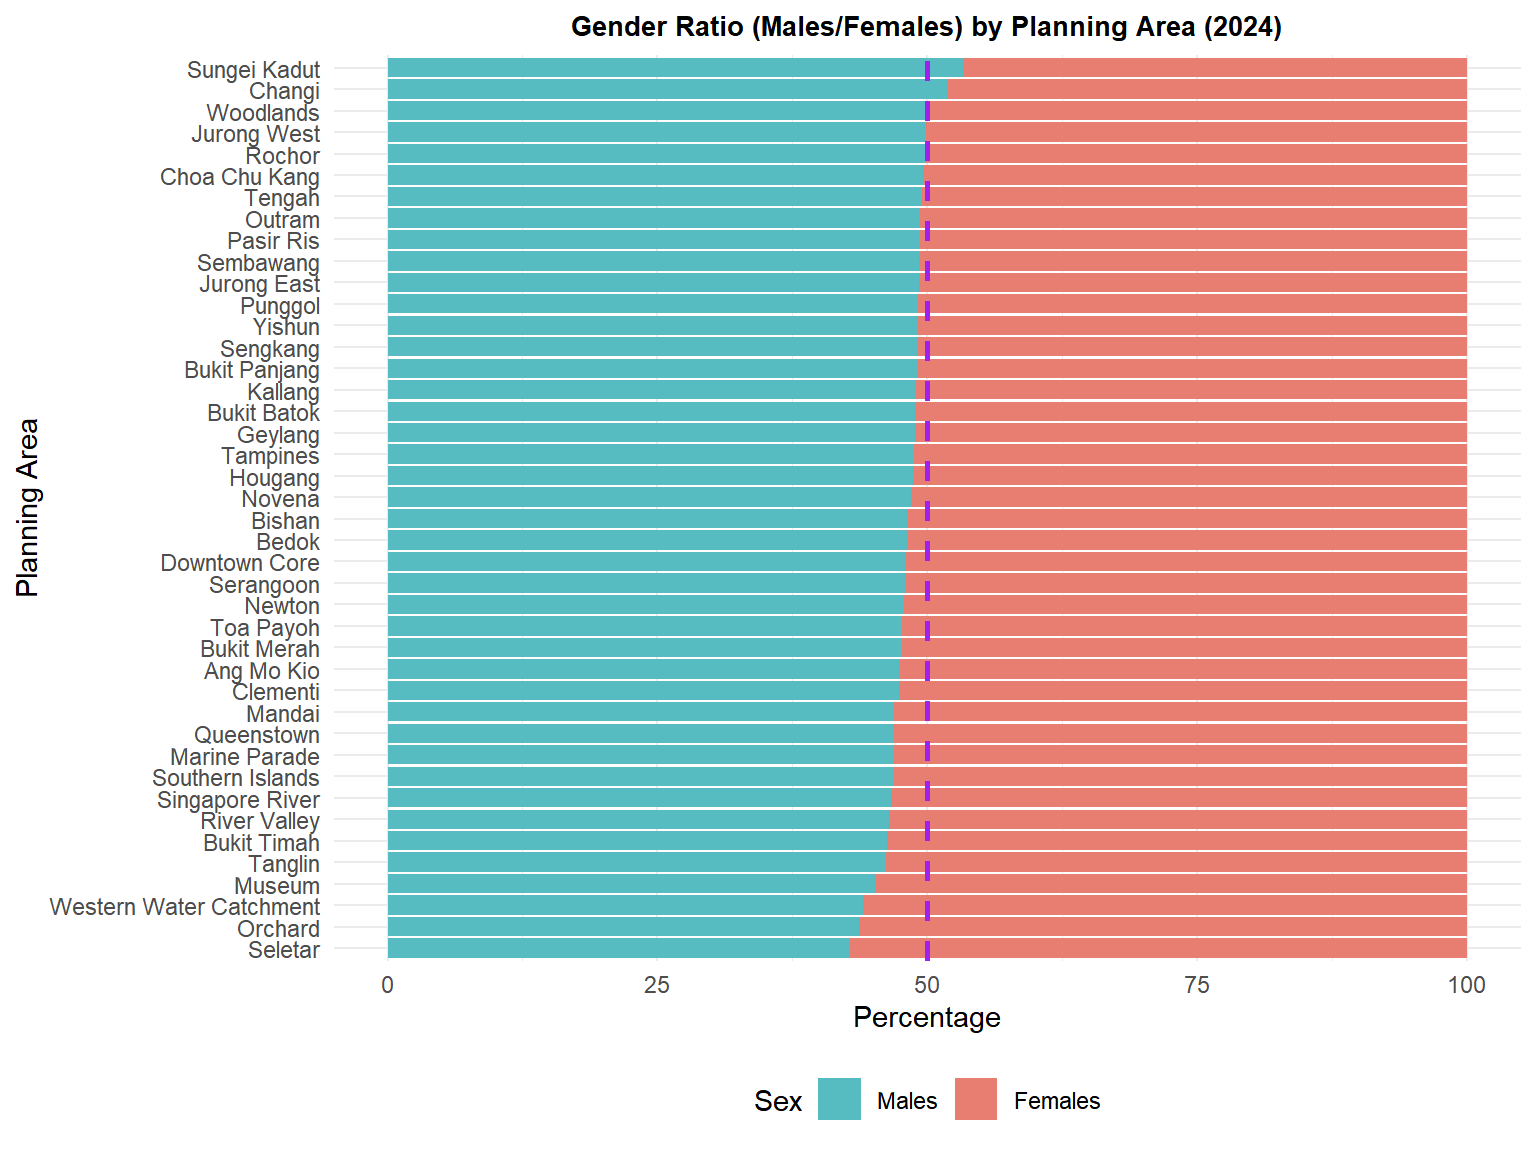 Gender Ratio (Males/Females) by Planning Area (2024)
Sungei Kadut
Changi
Woodlands
Jurong West
Rochor
Choa Chu Kang
Tengah
Outram
Pasir Ris
Sembawang
Jurong East
Punggol
Yishun
Sengkang
Bukit Panjang
Kallang
Bukit Batok
Geylang
Tampines
Hougang
Novena
Bishan
Bedok
Downtown Core
Serangoon
Newton
Toa Payoh
Bukit Merah
Ang Mo Kio
Clementi
Mandai
Queenstown
Marine Parade
Southern Islands
Singapore River
River Valley
Bukit Timah
Tanglin
Museum
Western Water Catchment
Orchard
Seletar
Planning Area
0 25 50 75 100
Percentage
Sex Males Females